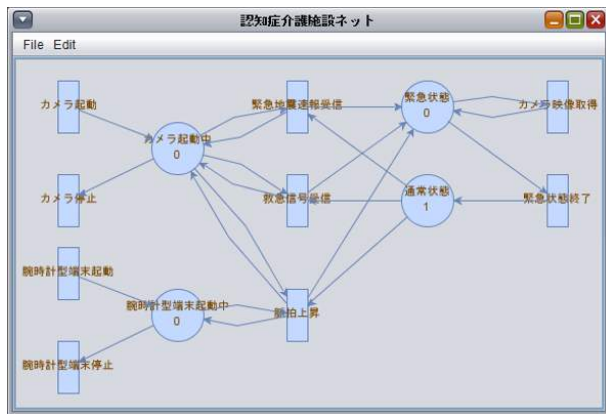 認知症介護施設ネット
File Edit
カメラ起動
緊急地震速報受信
緊急状態
0
カメラ映像取得
カメラ起動中
0
カメラ停止
救急信号受信
通常状態
1
緊急状態終了
腕時計型端末起動
腕時計型端末起動中
0
脈拍上昇
腕時計型端末停止